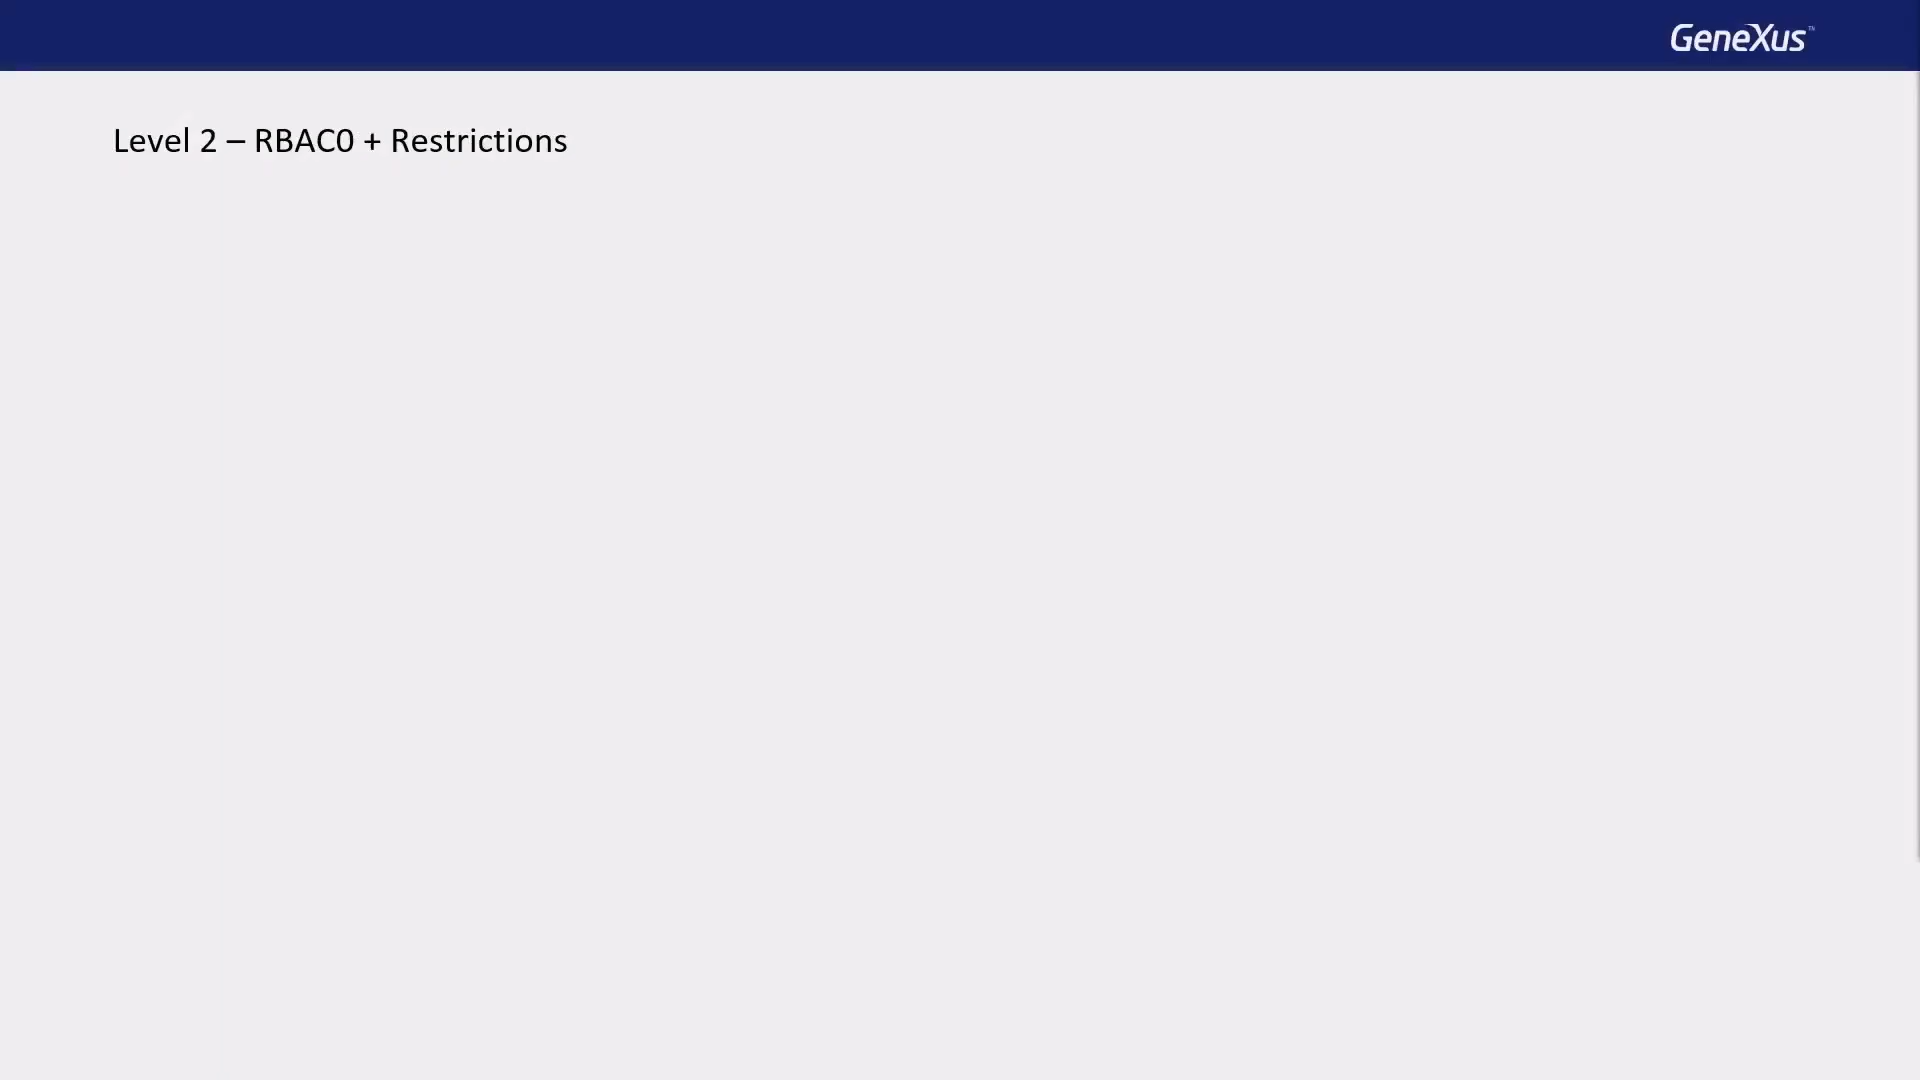 GeneXus™
Level 2 – RBAC0 + Restrictions